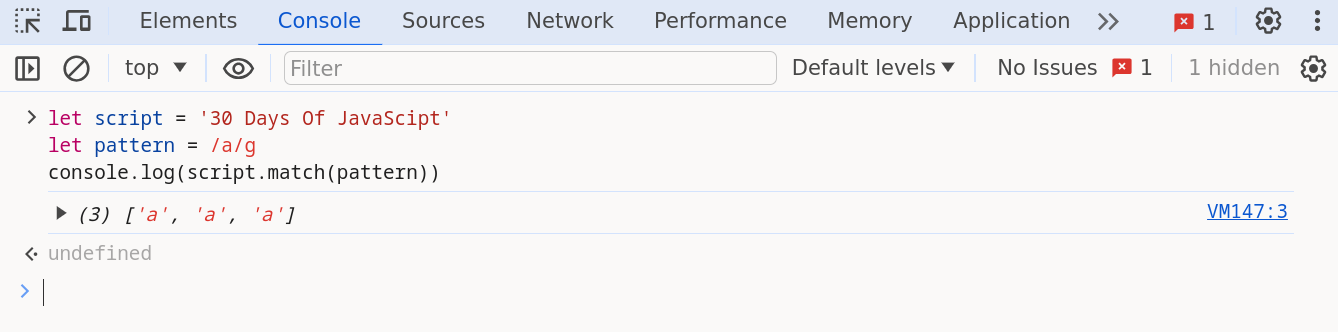 Elements Console Sources Network Performance Memory Application 1
top Filter Default levels No Issues 1 1 hidden
let script = '30 Days Of JavaScipt'
let pattern = /a/g
console.log(script.match(pattern))
(3) ['a', 'a', 'a'] VM147:3
undefined